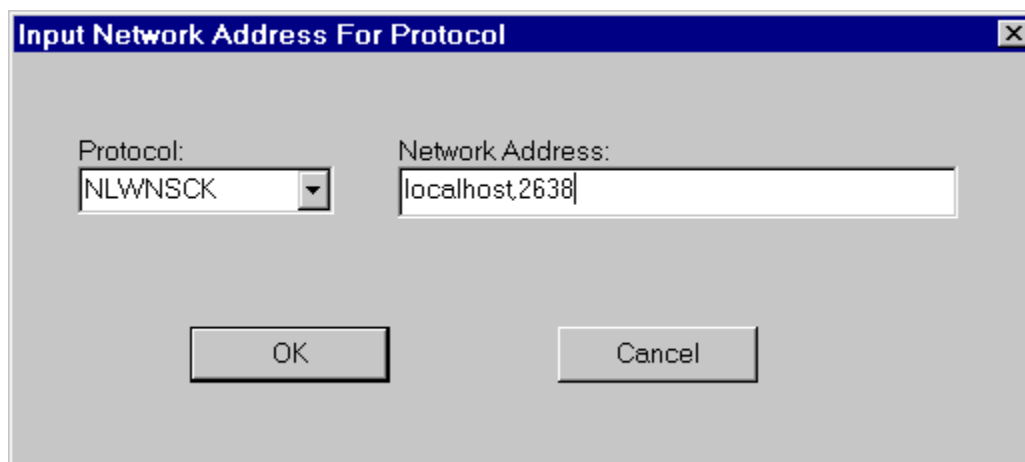 Input Network Address For Protocol
Protocol:
Network Address:
NLWNSCK
localhost,2638
OK
Cancel